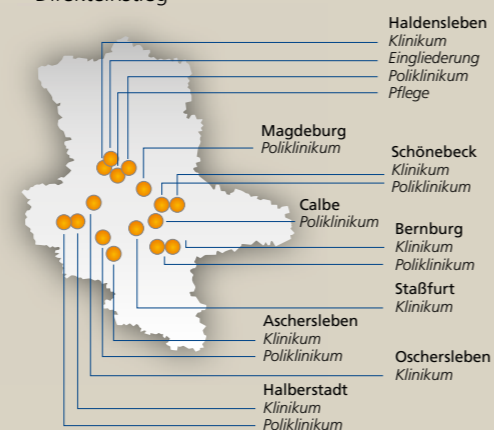 Direkteinstieg
Haldensleben
Klinikum
Eingliederung
Poliklinikum
Pflege
Magdeburg
Poliklinikum
Schönebeck
Klinikum
Poliklinikum
Calbe
Poliklinikum
Bernburg
Klinikum
Poliklinikum
Staßfurt
Klinikum
Aschersleben
Klinikum
Poliklinikum
Oschersleben
Klinikum
Halberstadt
Klinikum
Poliklinikum